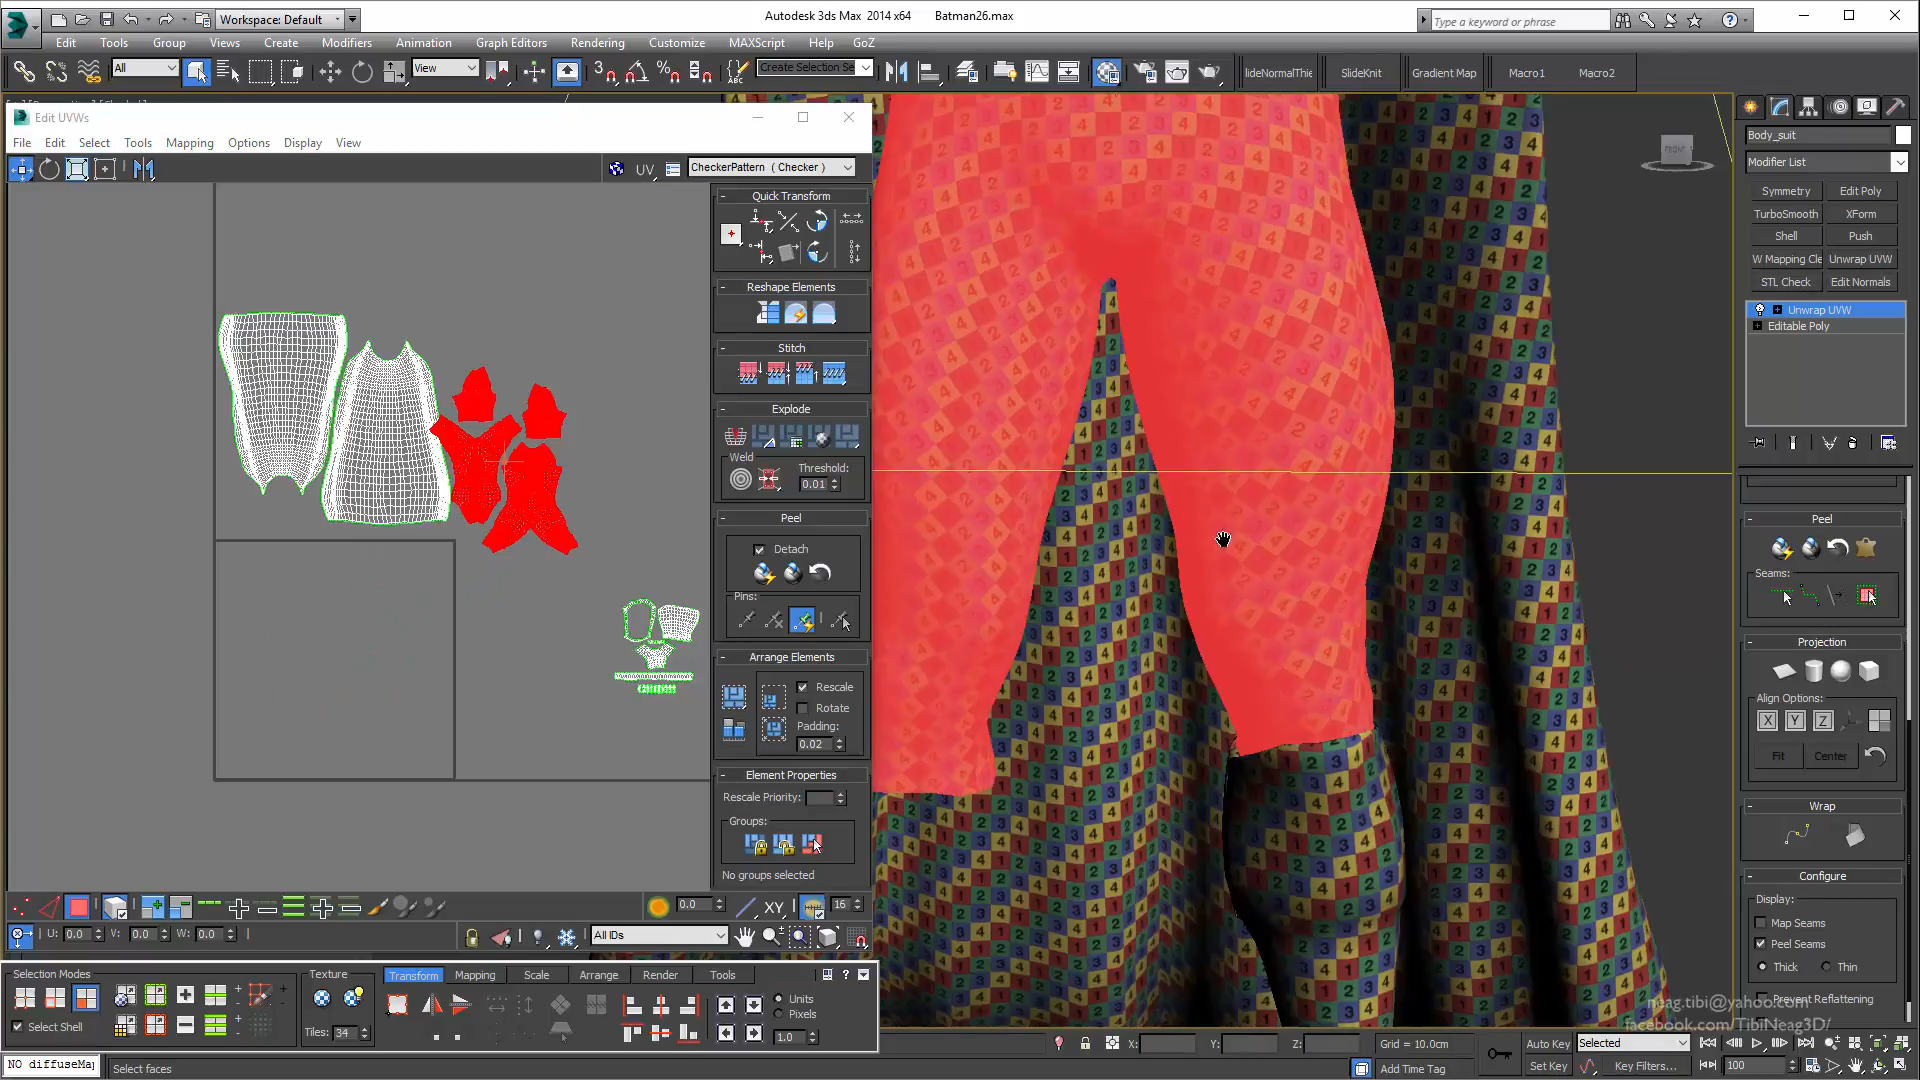 Workspace: Default
Autodesk 3ds Max 2014 x64 Batman26.max
Type a keyword or phrase
Edit Tools Group Views Create Modifiers Animation Graph Editors Rendering Customize MAXScript Help GoZ
All
View
Create Selection Se
lideNormalThie SlideKnit Gradient Map Macro1 Macro2
Edit UVWs
File Edit Select Tools Mapping Options Display View
UV CheckerPattern ( Checker )
Quick Transform
Reshape Elements
Stitch
Explode
Weld
Threshold:
0.01
Peel
Detach
Pins:
Arrange Elements
Rescale
Rotate
Padding:
0.02
Element Properties
Rescale Priority:
Groups:
No groups selected
0.0 XY 16
U: 0.0 V: 0.0 W: 0.0
All IDs
Selection Modes
Select Shell
Texture
Tiles: 34
Transform Mapping Scale Arrange Render Tools
Units
Pixels
1.0
FRONT
Body_suit
Modifier List
Symmetry Edit Poly
TurboSmooth XForm
Shell Push
W Mapping Cle Unwrap UVW
STL Check Edit Normals
Unwrap UVW
Editable Poly
Peel
Seams:
Projection
Align Options:
X Y Z
Fit Center
Wrap
Configure
Display:
Map Seams
Peel Seams
Thick Thin
Prevent Reflattening
neag.tibi@yahoo.com
facebook.com/TibiNeag3D/
NO diffuseMap
Select faces
X: Y: Z: Grid = 10.0cm
Add Time Tag
Auto Key Selected
Set Key Key Filters...
100